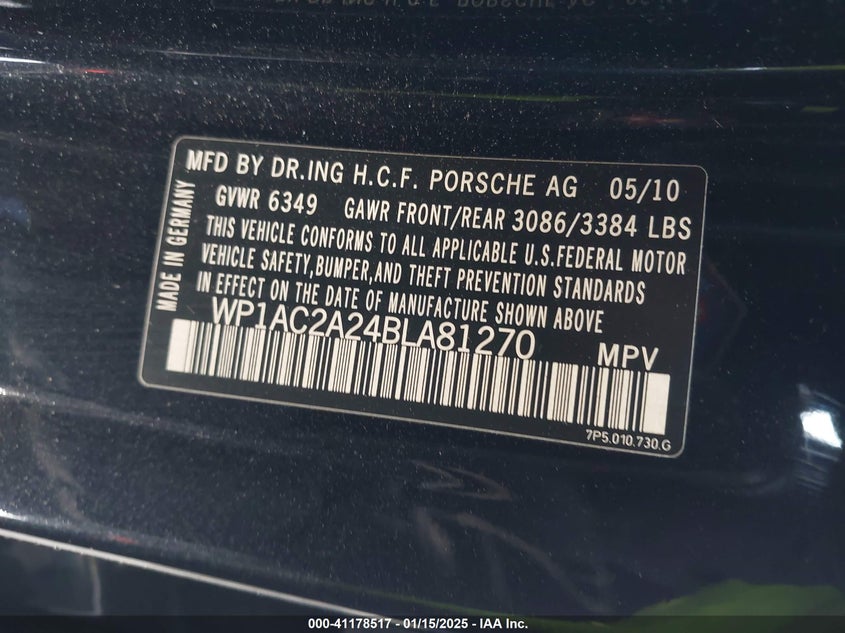 MFD BY DR.ING H.C.F. PORSCHE AG 05/10
GVWR 6349 GAWR FRONT/REAR 3086/3384 LBS
THIS VEHICLE CONFORMS TO ALL APPLICABLE U.S.FEDERAL MOTOR
VEHICLE SAFETY,BUMPER,AND THEFT PREVENTION STANDARDS
IN EFFECT ON THE DATE OF MANUFACTURE SHOWN ABOVE
MADE IN GERMANY
WP1AC2A24BLA81270 MPV
7P5.010.730.G
000-41178517 - 01/15/2025 - IAA Inc.